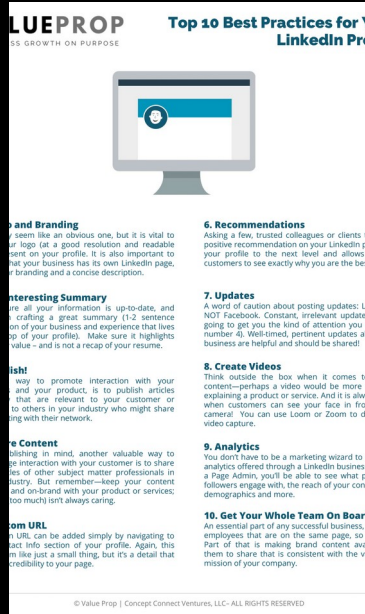 LUEPROP
SS GROWTH ON PURPOSE
Top 10 Best Practices for
LinkedIn
and Branding
seem like an obvious one, but it is vital to
logo (at a good resolution and readable
on your profile. It is also important to
hat your business has its own LinkedIn page,
branding and a concise description.
nteresting Summary
all your information is up-to-date, and
crafting a great summary (1-2 sentence
of your business and experience that lives
of your profile). Make sure it highlights
value – and is not a recap of your resume.
ish!
way to promote interaction with your
and your product, is to publish articles
that are relevant to your customer or
to others in your industry who might share
ting with their network.
Content
blishing in mind, another valuable way to
interaction with your customer is to share
of other subject matter professionals in
dustry. But remember—keep your content
and on-brand with your product or services;
too much) isn't always caring.
om URL
URL can be added simply by navigating to
tact Info section of your profile. Again, this
like just a small thing, but it's a detail that
credibility to your page.
6. Recommendations
Asking a few, trusted colleagues or clients
positive recommendation on your LinkedIn
your profile to the next level and allows
customers to see exactly why you are the
7. Updates
A word of caution about posting updates:
NOT Facebook. Constant, irrelevant
going to get you the kind of attention you
number 4). Well-timed, pertinent updates
business are helpful and should be shared!
8. Create Videos
Think outside the box when it comes
content—perhaps a video would be more
explaining a product or service. And it is
when customers can see your face in
camera! You can use Loom or Zoom to
video capture.
9. Analytics
You don't have to be a marketing wizard to
analytics offered through a LinkedIn
a Page Admin, you'll be able to see what
followers engage with, the reach of your
demographics and more.
10. Get Your Whole Team On
An essential part of any successful business,
employees that are on the same page, so
Part of that is making brand content
them to share that is consistent with the
mission of your company.
© Value Prop | Concept Connect Ventures, LLC– ALL RIGHTS RESERVED